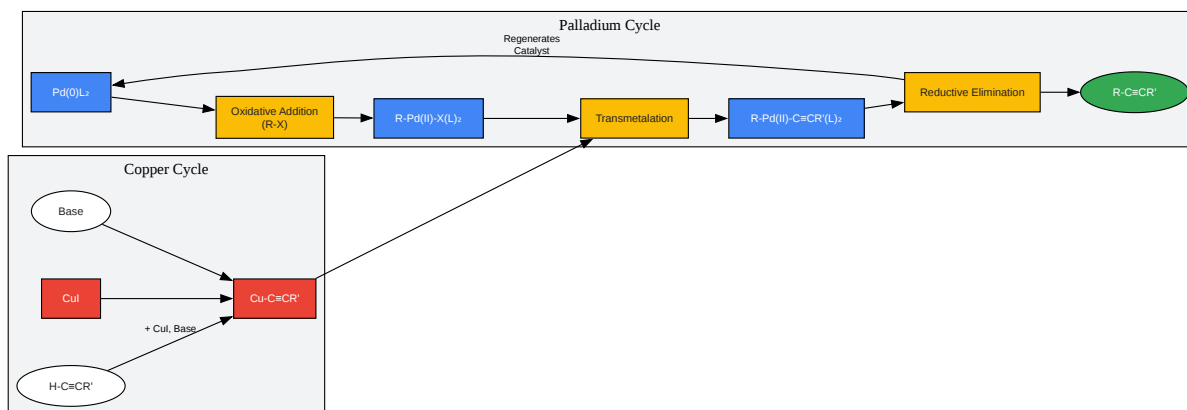 Palladium Cycle
Regenerates
Catalyst
Pd(0)L₂
Oxidative Addition
(R-X)
R-Pd(II)-X(L)₂
Transmetalation
R-Pd(II)-C≡CR'(L)₂
Reductive Elimination
R-C≡CR'
Copper Cycle
Base
CuI
Cu-C≡CR'
+ CuI, Base
H-C≡CR'